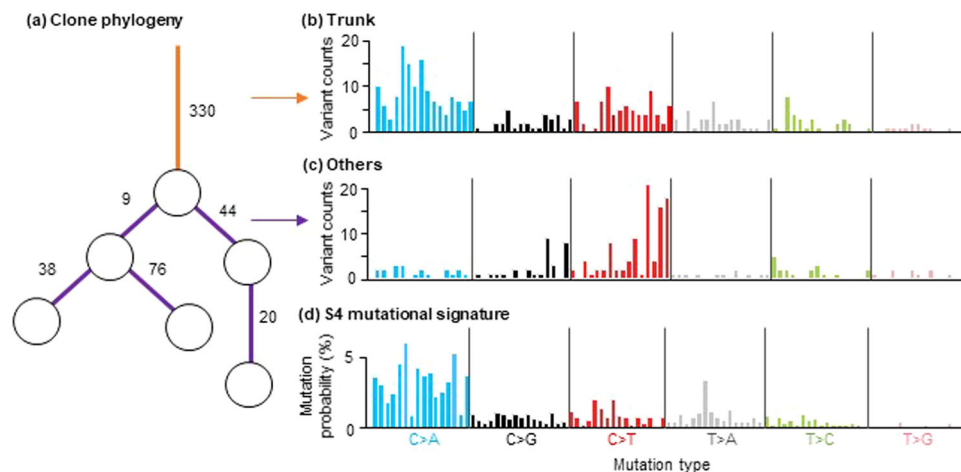 (a) Clone phylogeny
330
9
44
38
76
20
(b) Trunk
Variant counts
20
10
0
(c) Others
Variant counts
20
10
0
(d) S4 mutational signature
Mutation
probability (%)
5
0
C>A C>G C>T T>A T>C T>G
Mutation type